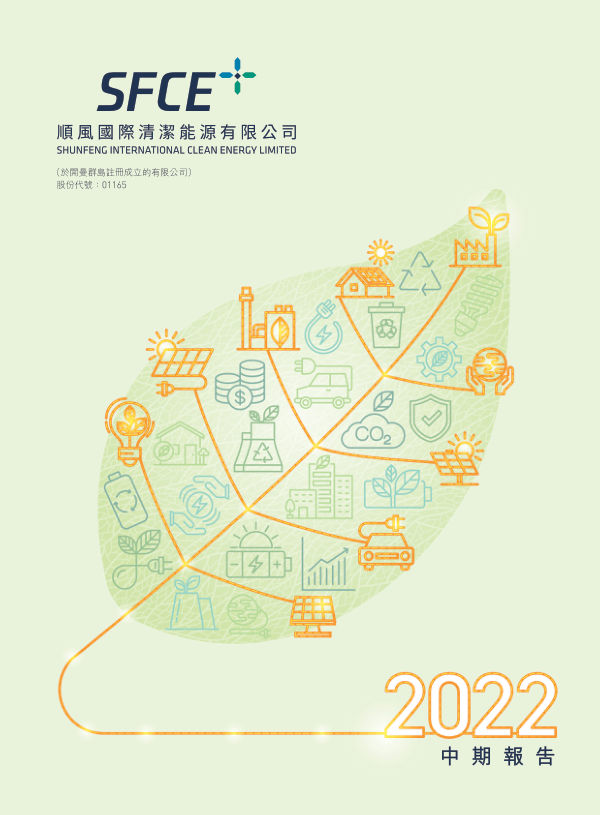 SFCE
順風國際清潔能源有限公司
SHUNFENG INTERNATIONAL CLEAN ENERGY LIMITED
(於開曼群島註冊成立的有限公司)
股份代號：01165
$
CO2
2022
中期報告